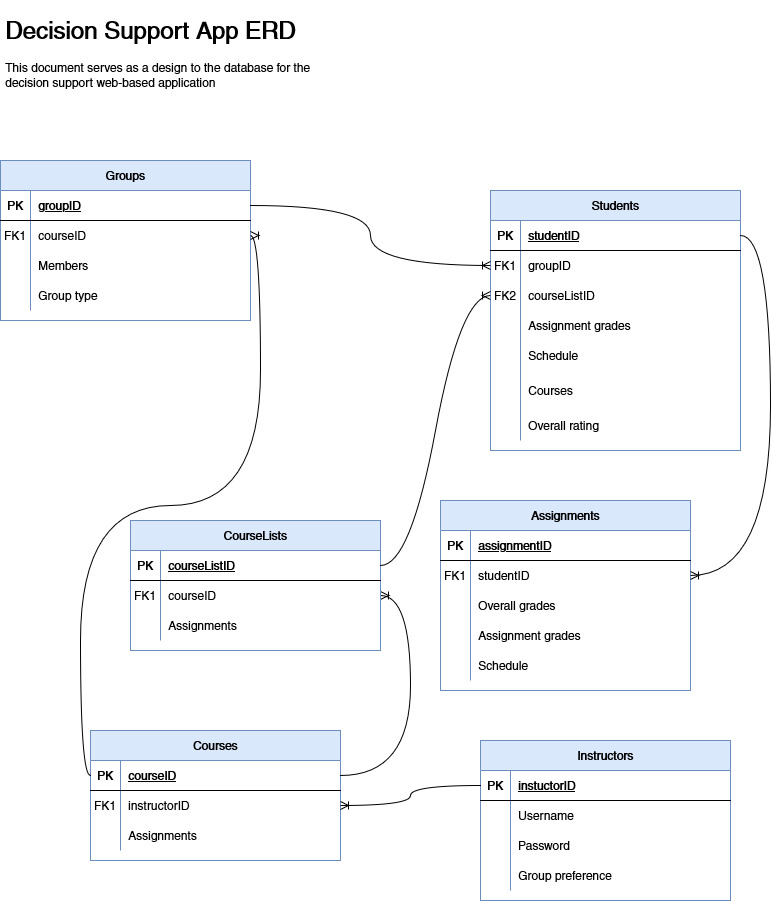 Decision Support App ERD
This document serves as a design to the database for the
decision support web-based application
Groups
PK groupID
FK1 courseID
Members
Group type
Students
PK studentID
FK1 groupID
FK2 courseListID
Assignment grades
Schedule
Courses
Overall rating
CourseLists
PK courseListID
FK1 courseID
Assignments
Assignments
PK assignmentID
FK1 studentID
Overall grades
Assignment grades
Schedule
Courses
PK courseID
FK1 instructorID
Assignments
Instructors
PK instuctorID
Username
Password
Group preference